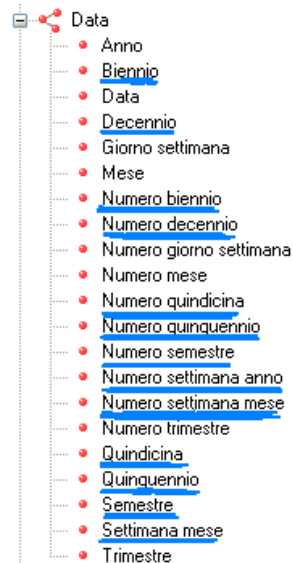 Data
Anno
Biennio
Data
Decennio
Giorno settimana
Mese
Numero biennio
Numero decennio
Numero giorno settimana
Numero mese
Numero quindicina
Numero quinquennio
Numero semestre
Numero settimana anno
Numero settimana mese
Numero trimestre
Quindicina
Quinquennio
Semestre
Settimana mese
Trimestre